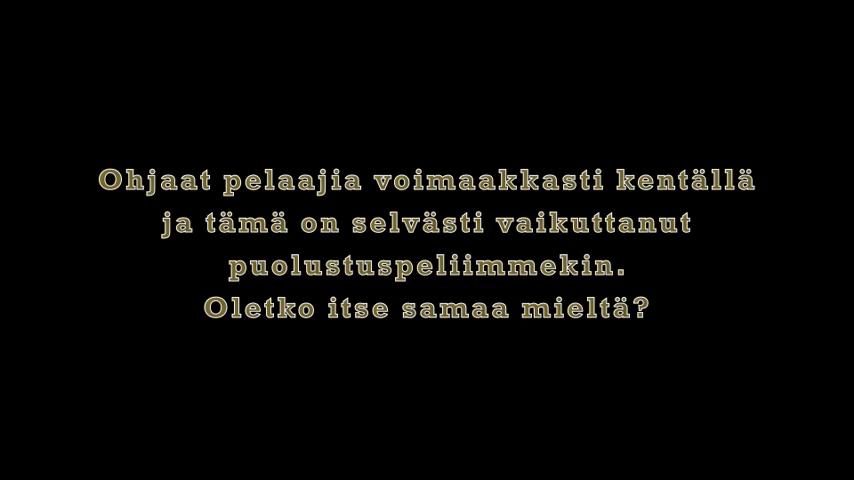 Ohjaat pelaajia voimaakkasti kentällä
ja tämä on selvästi vaikuttanut
puolustuspeliimmekin.
Oletko itse samaa mieltä?